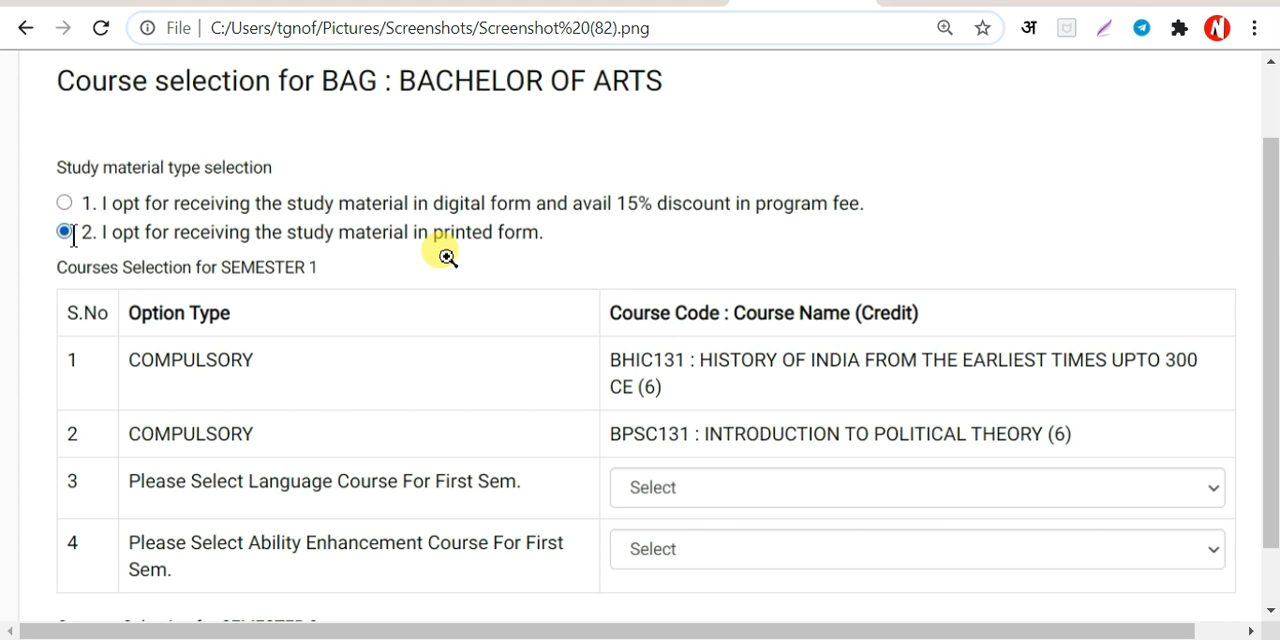 File | C:/Users/tgnof/Pictures/Screenshots/Screenshot%20(82).png
अ
N
Course selection for BAG : BACHELOR OF ARTS
Study material type selection
1. I opt for receiving the study material in digital form and avail 15% discount in program fee.
2. I opt for receiving the study material in printed form.
Courses Selection for SEMESTER 1
S.No Option Type Course Code : Course Name (Credit)
1 COMPULSORY BHIC131 : HISTORY OF INDIA FROM THE EARLIEST TIMES UPTO 300
CE (6)
2 COMPULSORY BPSC131 : INTRODUCTION TO POLITICAL THEORY (6)
3 Please Select Language Course For First Sem. Select
4 Please Select Ability Enhancement Course For First Select
Sem.